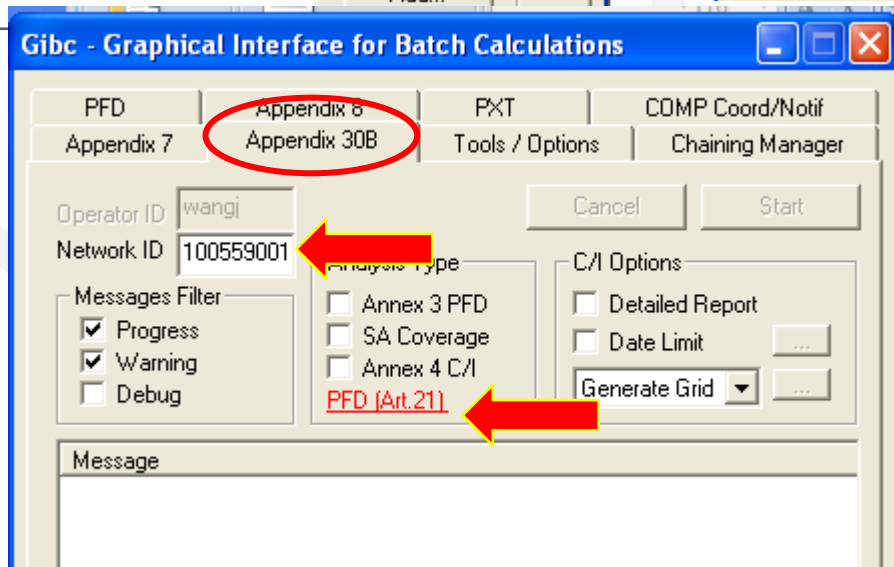 Gibc - Graphical Interface for Batch Calculations
PFD
Appendix 8
PXT
COMP Coord/Notif
Appendix 7
Appendix 30B
Tools / Options
Chaining Manager
Operator ID
wangj
Cancel
Start
Network ID
100559001
Messages Filter
Progress
Warning
Debug
Analysis Type
Annex 3 PFD
SA Coverage
Annex 4 C/I
PFD (Art.21)
C/I Options
Detailed Report
Date Limit
...
Generate Grid
...
Message